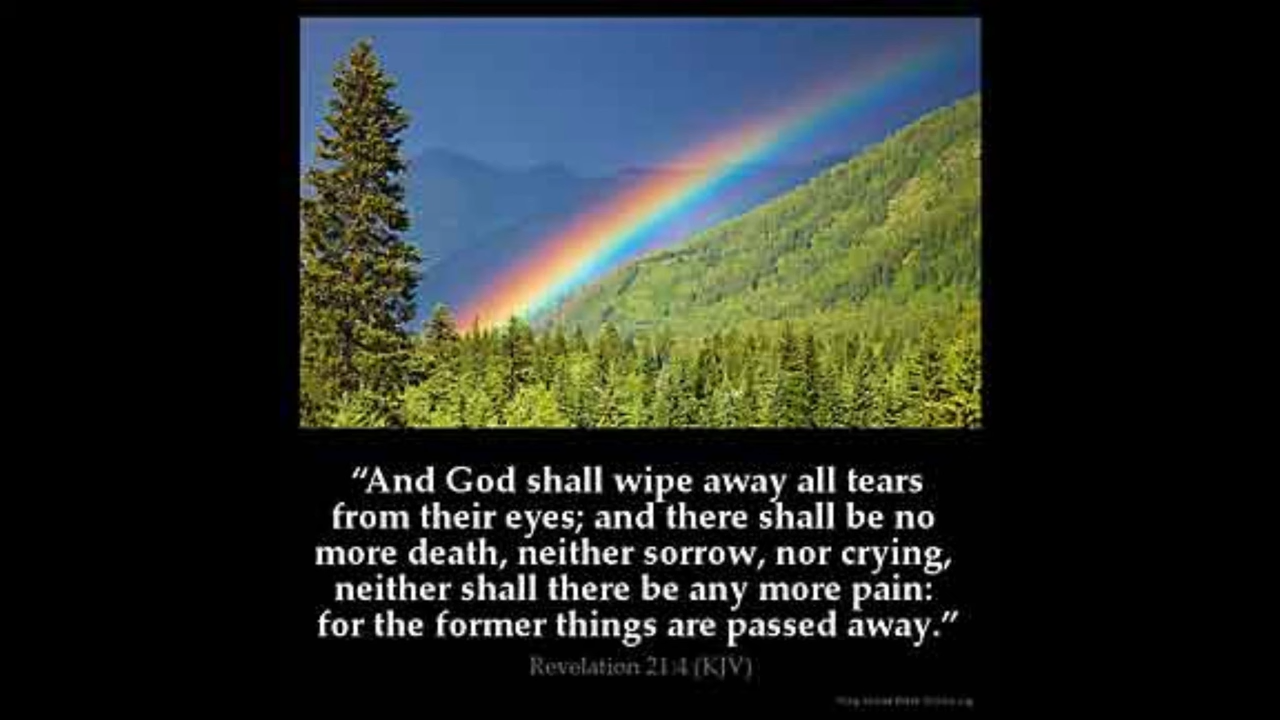 “And God shall wipe away all tears
from their eyes; and there shall be no
more death, neither sorrow, nor crying,
neither shall there be any more pain:
for the former things are passed away.”
Revelation 21:4 (KJV)